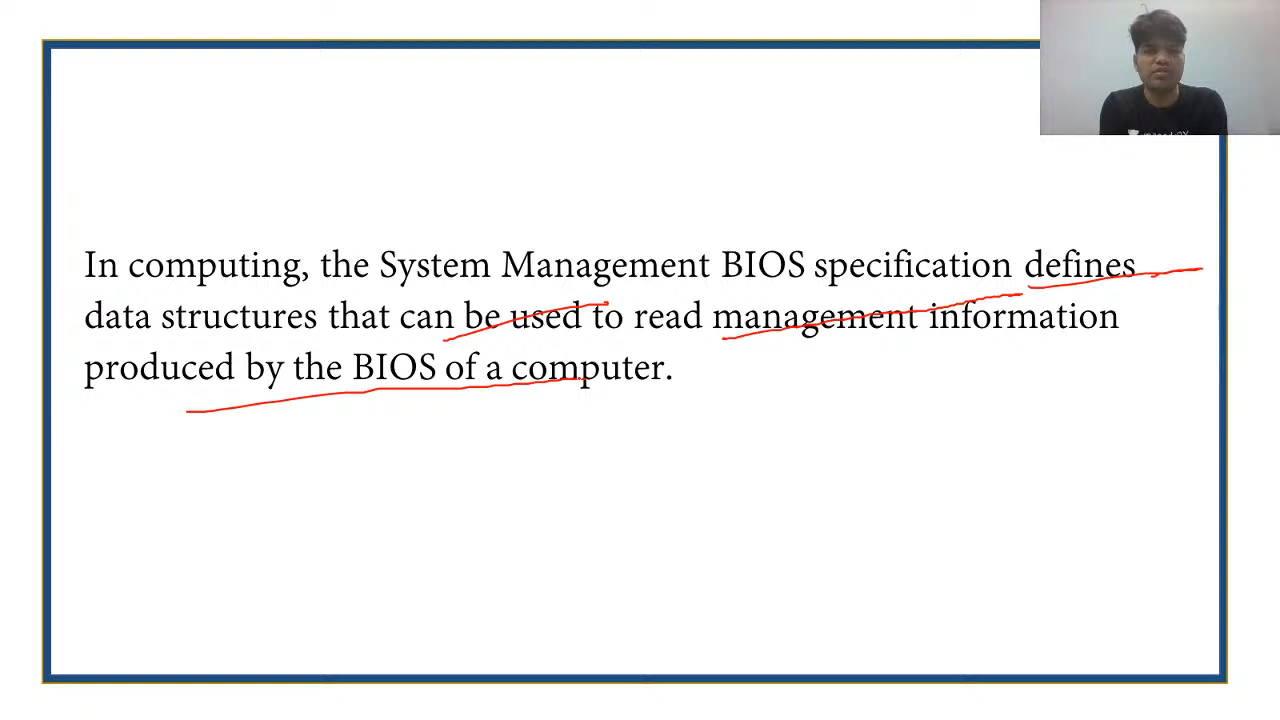 In computing, the System Management BIOS specification defines
data structures that can be used to read management information
produced by the BIOS of a computer.